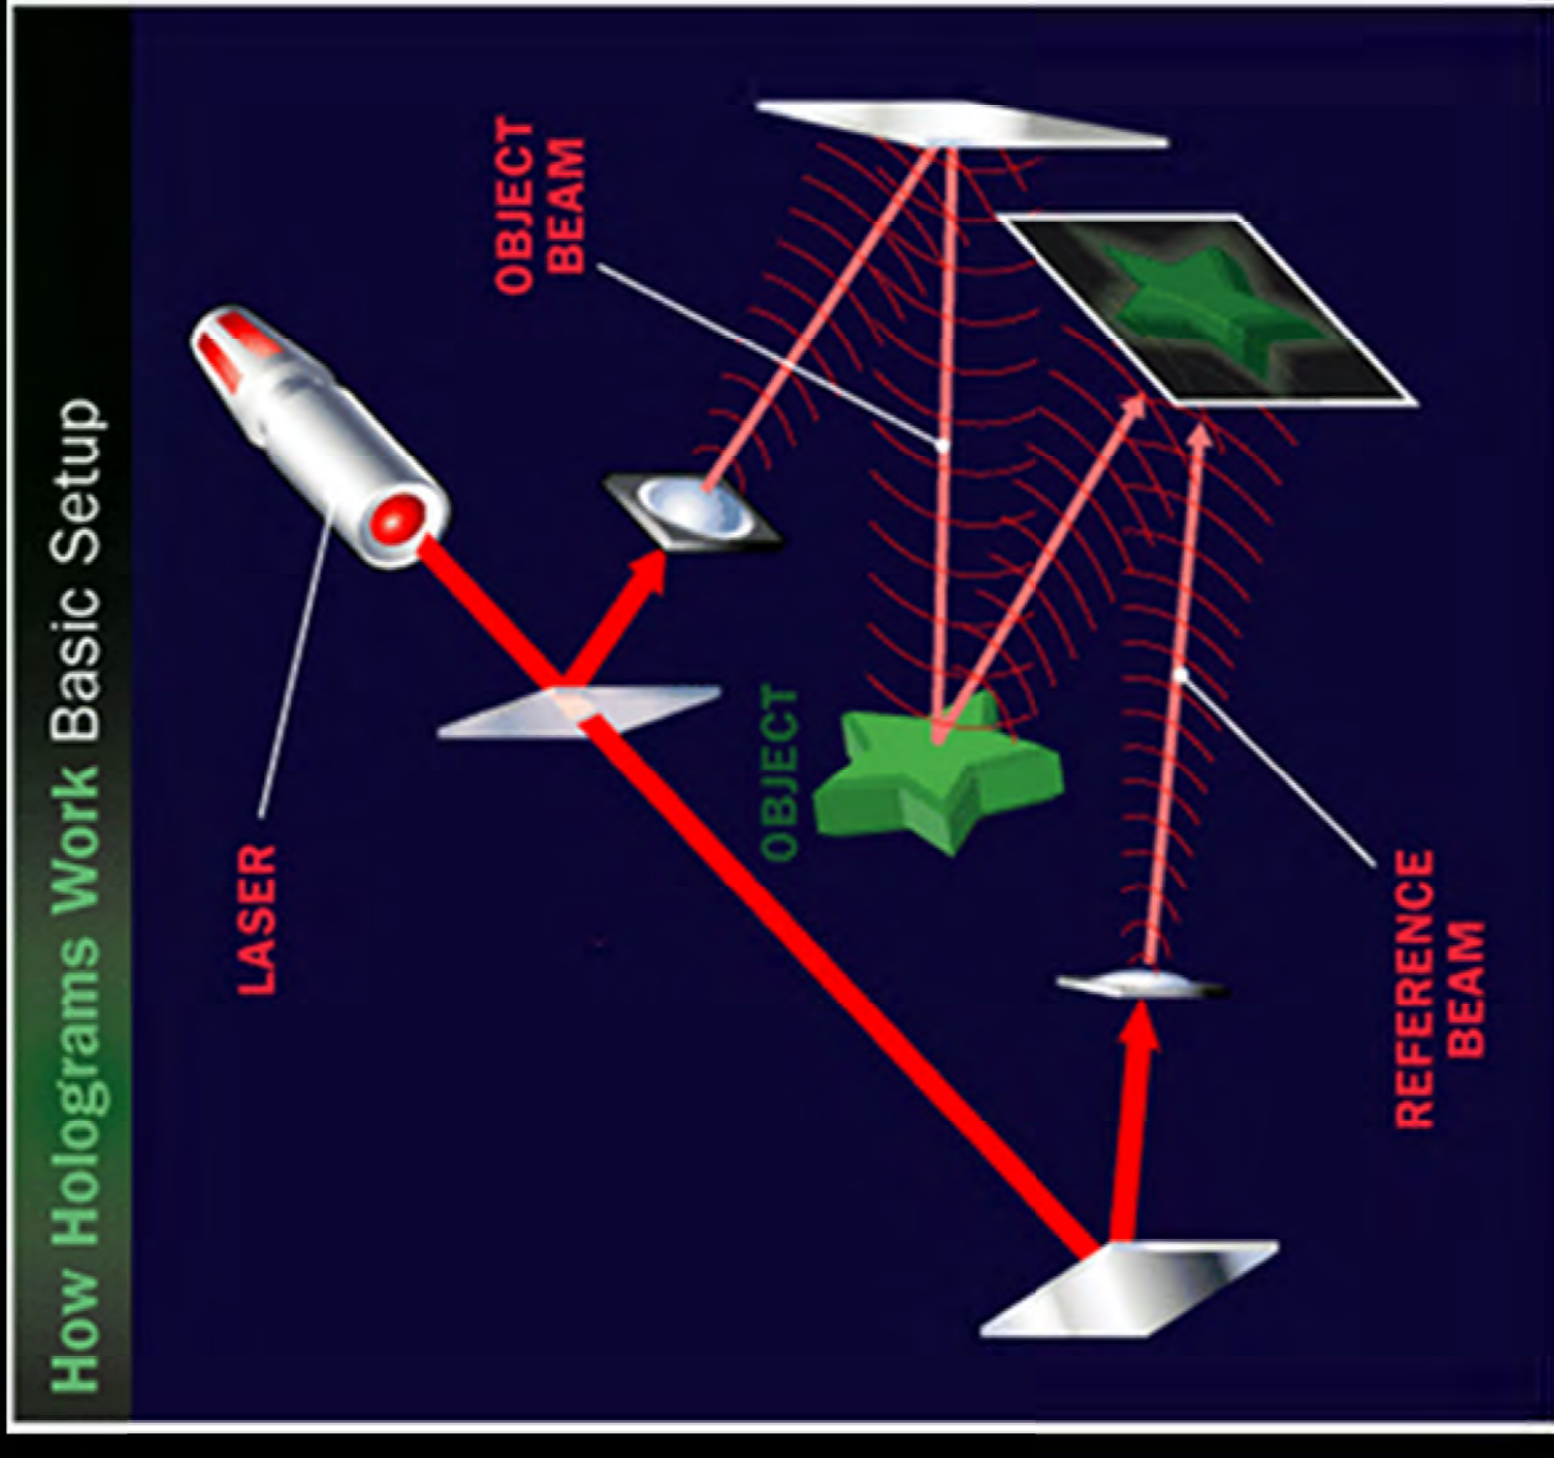 How Holograms Work Basic Setup
LASER
OBJECT
BEAM
OBJECT
REFERENCE
BEAM